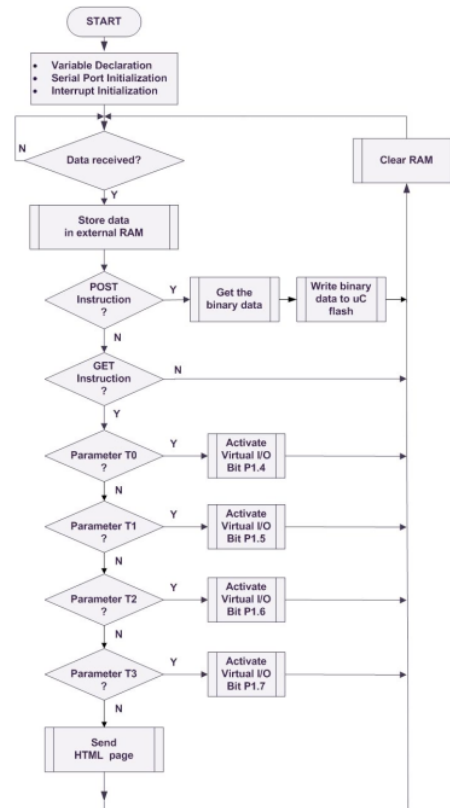 START
• Variable Declaration
• Serial Port Initialization
• Interrupt Initialization
N
Data received?
Clear RAM
Y
Store data
in external RAM
POST
Instruction
?
Y
Get the
binary data
Write binary
data to uC
flash
N
GET
Instruction
?
N
Y
Parameter T0
?
Y
Activate
Virtual I/O
Bit P1.4
N
Parameter T1
?
Y
Activate
Virtual I/O
Bit P1.5
N
Parameter T2
?
Y
Activate
Virtual I/O
Bit P1.6
N
Parameter T3
?
Y
Activate
Virtual I/O
Bit P1.7
N
Send
HTML page